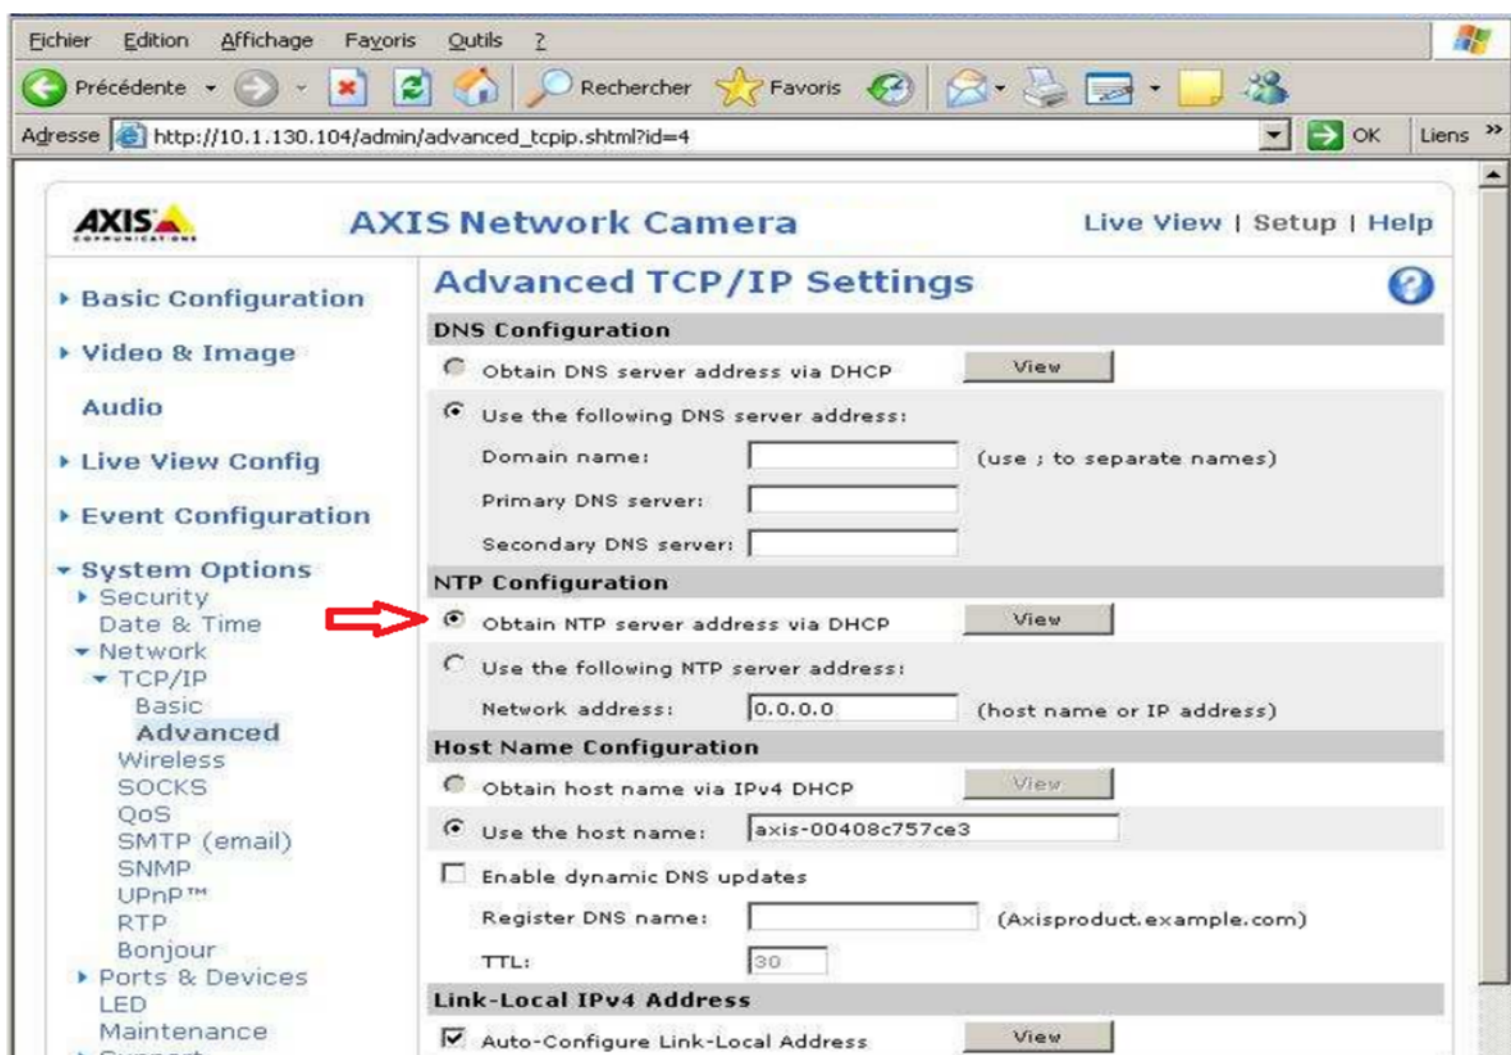 Fichier Edition Affichage Favoris Outils ?
Précédente Rechercher Favoris
Adresse http://10.1.130.104/admin/advanced_tcpip.shtml?id=4 OK Liens »
AXIS COMMUNICATIONS AXIS Network Camera Live View | Setup | Help
Basic Configuration
Video & Image
Audio
Live View Config
Event Configuration
System Options
Security
Date & Time
Network
TCP/IP
Basic
Advanced
Wireless
SOCKS
QoS
SMTP (email)
SNMP
UPnP™
RTP
Bonjour
Ports & Devices
LED
Maintenance
Support
Advanced TCP/IP Settings ?
DNS Configuration
Obtain DNS server address via DHCP View
Use the following DNS server address:
Domain name: (use ; to separate names)
Primary DNS server:
Secondary DNS server:
NTP Configuration
Obtain NTP server address via DHCP View
Use the following NTP server address:
Network address: 0.0.0.0 (host name or IP address)
Host Name Configuration
Obtain host name via IPv4 DHCP View
Use the host name: axis-00408c757ce3
Enable dynamic DNS updates
Register DNS name: (Axisproduct.example.com)
TTL: 30
Link-Local IPv4 Address
Auto-Configure Link-Local Address View